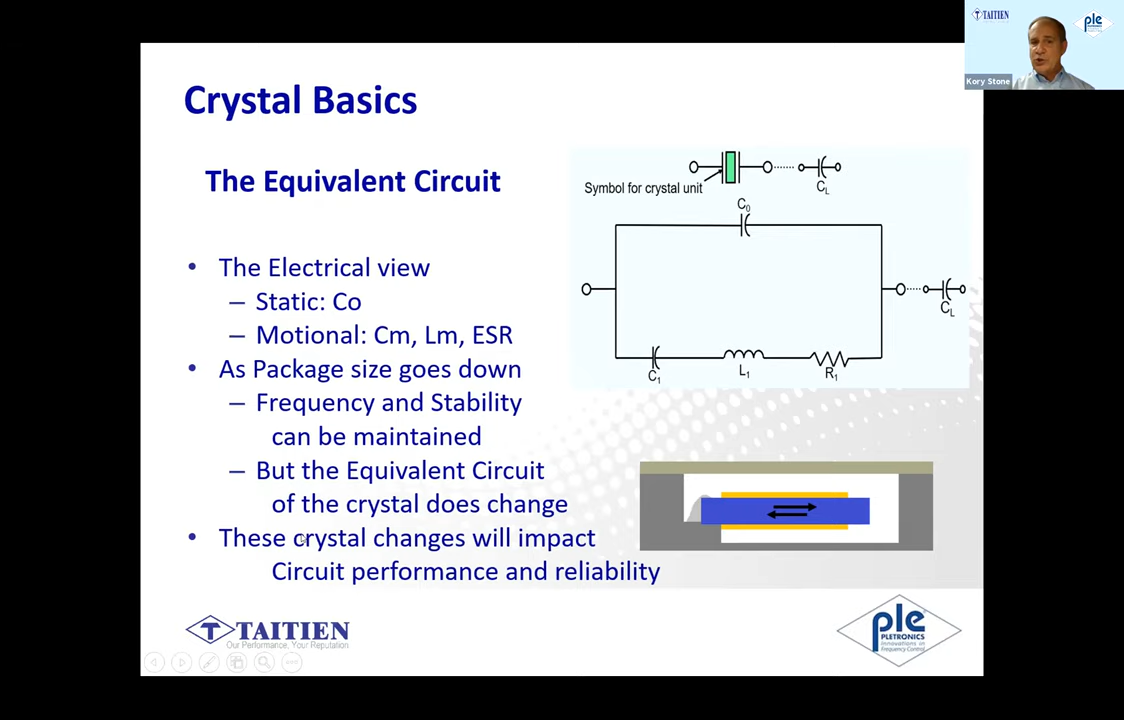 TAITIEN
ple
Kory Stone
Crystal Basics
The Equivalent Circuit
• The Electrical view
– Static: Co
– Motional: Cm, Lm, ESR
• As Package size goes down
– Frequency and Stability
can be maintained
– But the Equivalent Circuit
of the crystal does change
• These crystal changes will impact
Circuit performance and reliability
Symbol for crystal unit
CL
C0
CL
C1
L1
R1
T TAITIEN
Our Performance, Your Reputation
ple
PLETRONICS
Innovations in
Frequency Control